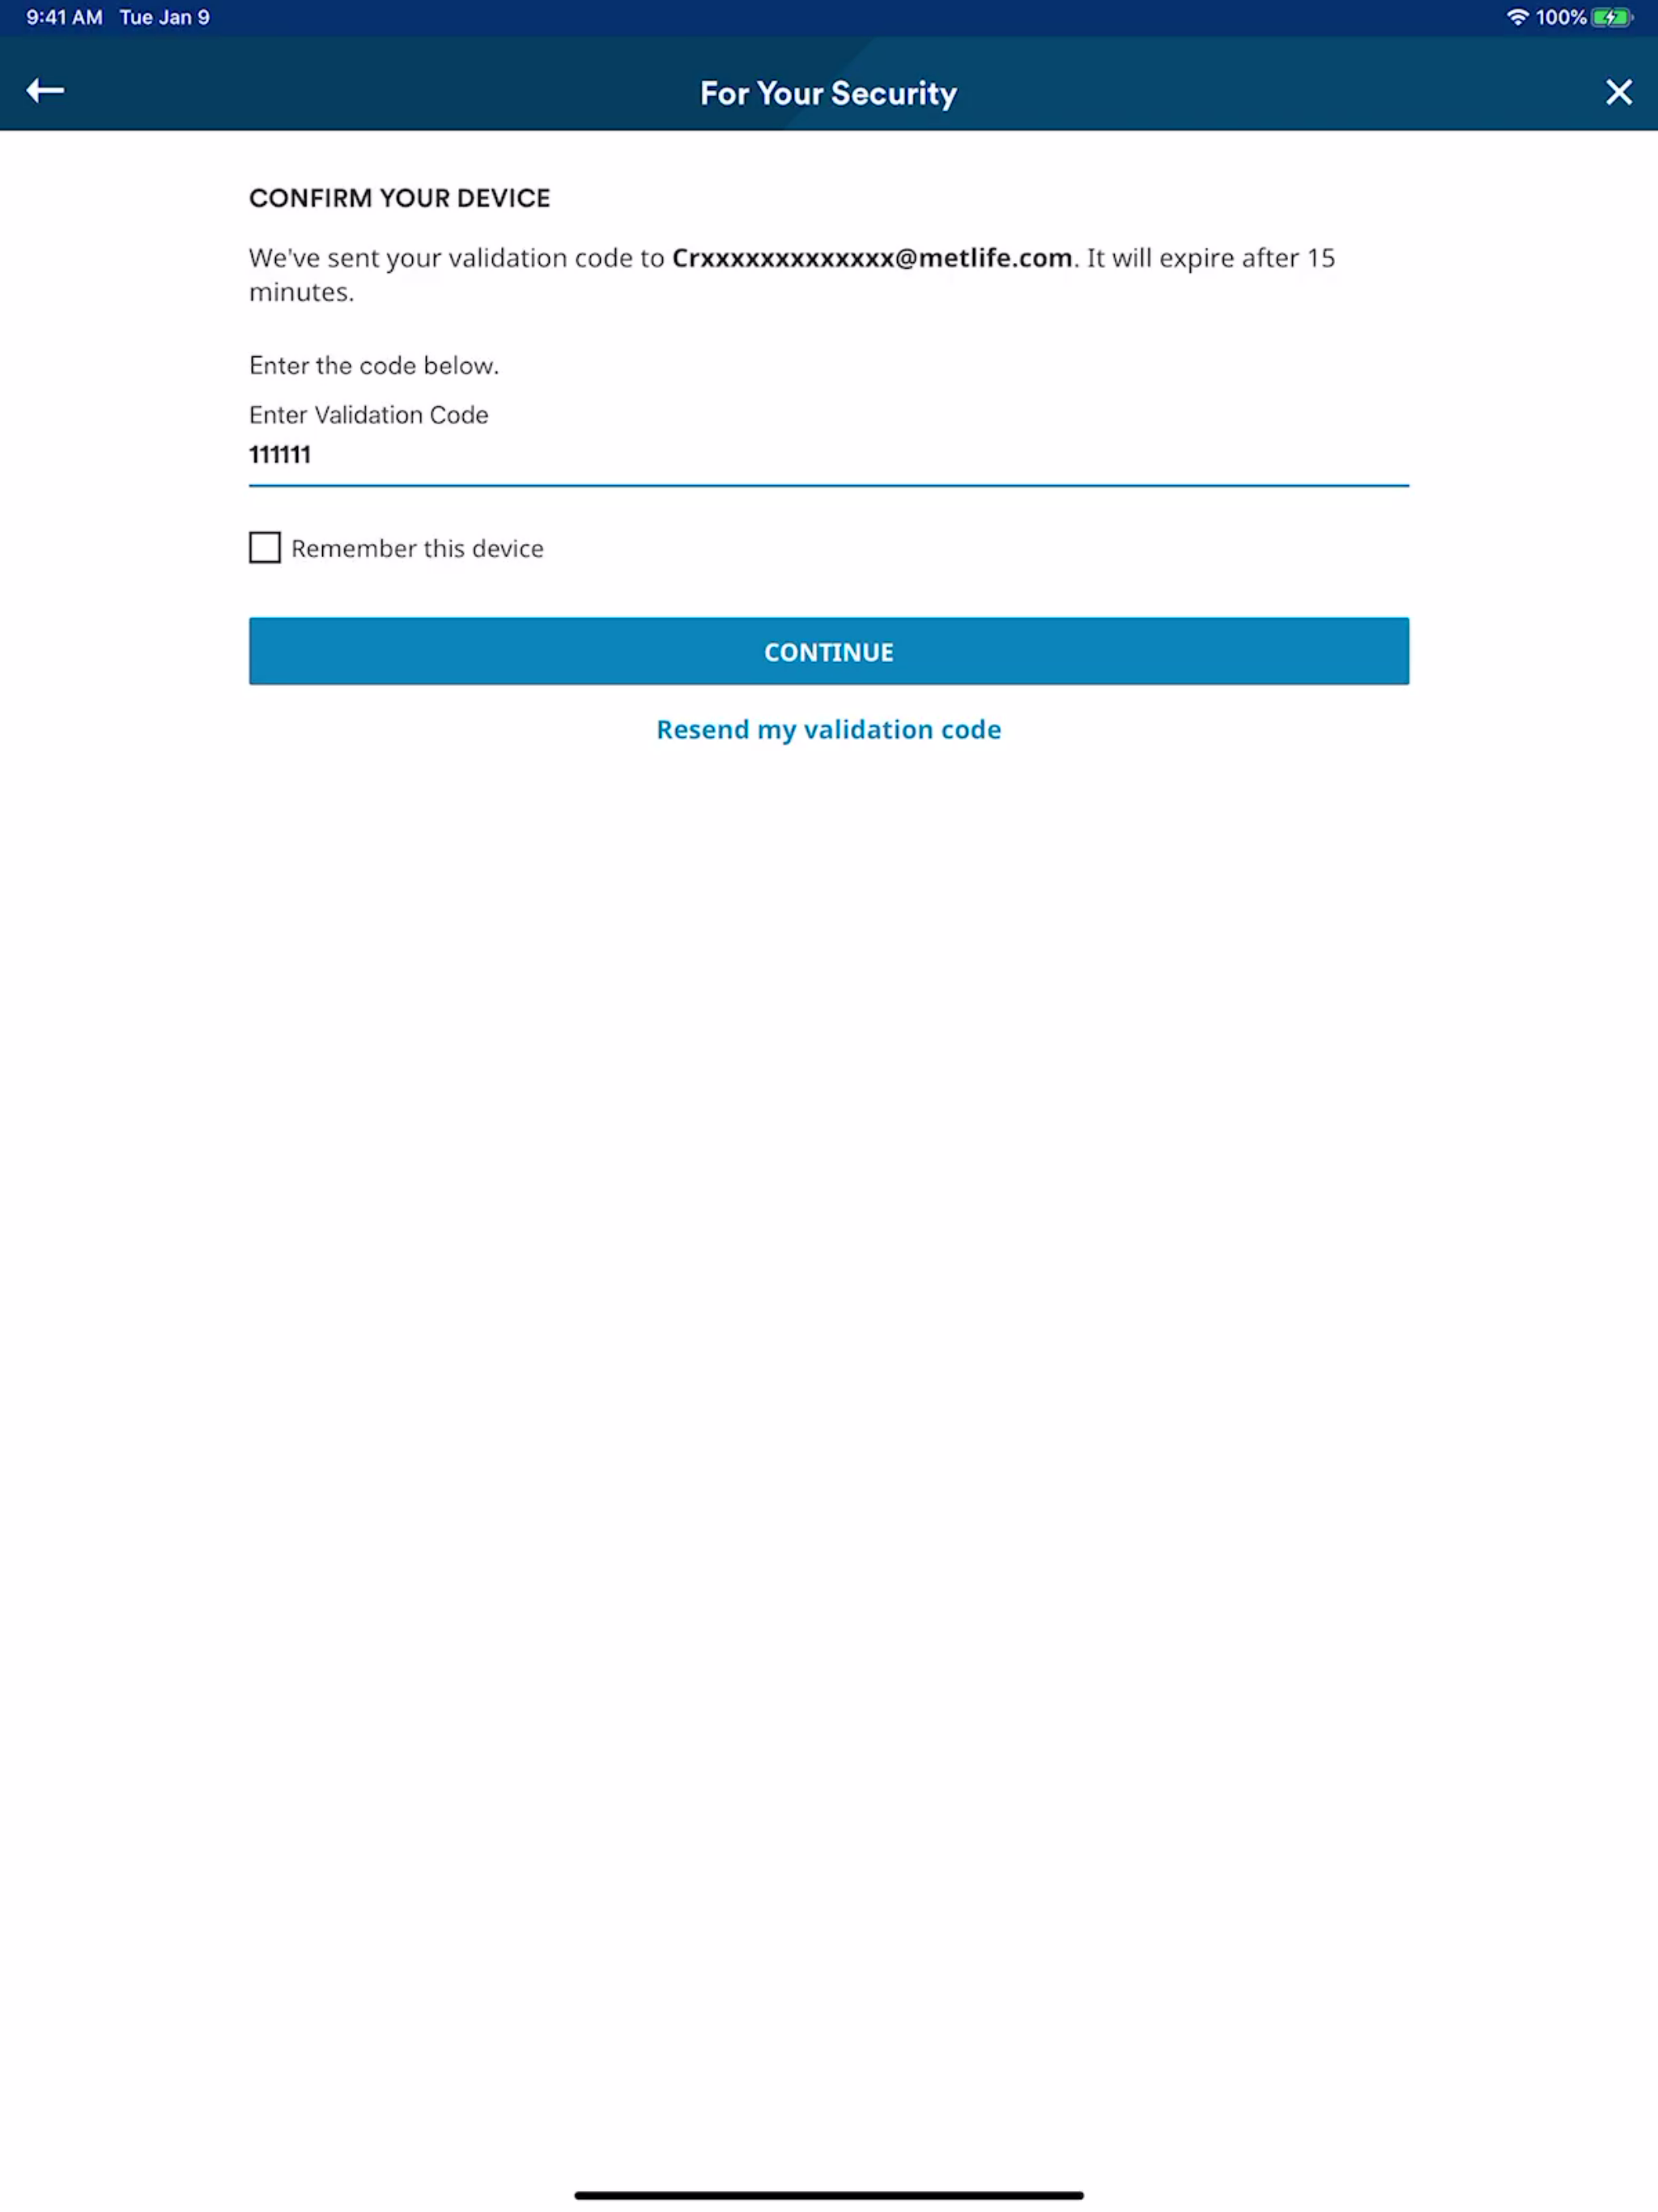 9:41 AM Tue Jan 9
100%
For Your Security
CONFIRM YOUR DEVICE
We've sent your validation code to Crxxxxxxxxxxxxx@metlife.com. It will expire after 15
minutes.
Enter the code below.
Enter Validation Code
111111
Remember this device
CONTINUE
Resend my validation code